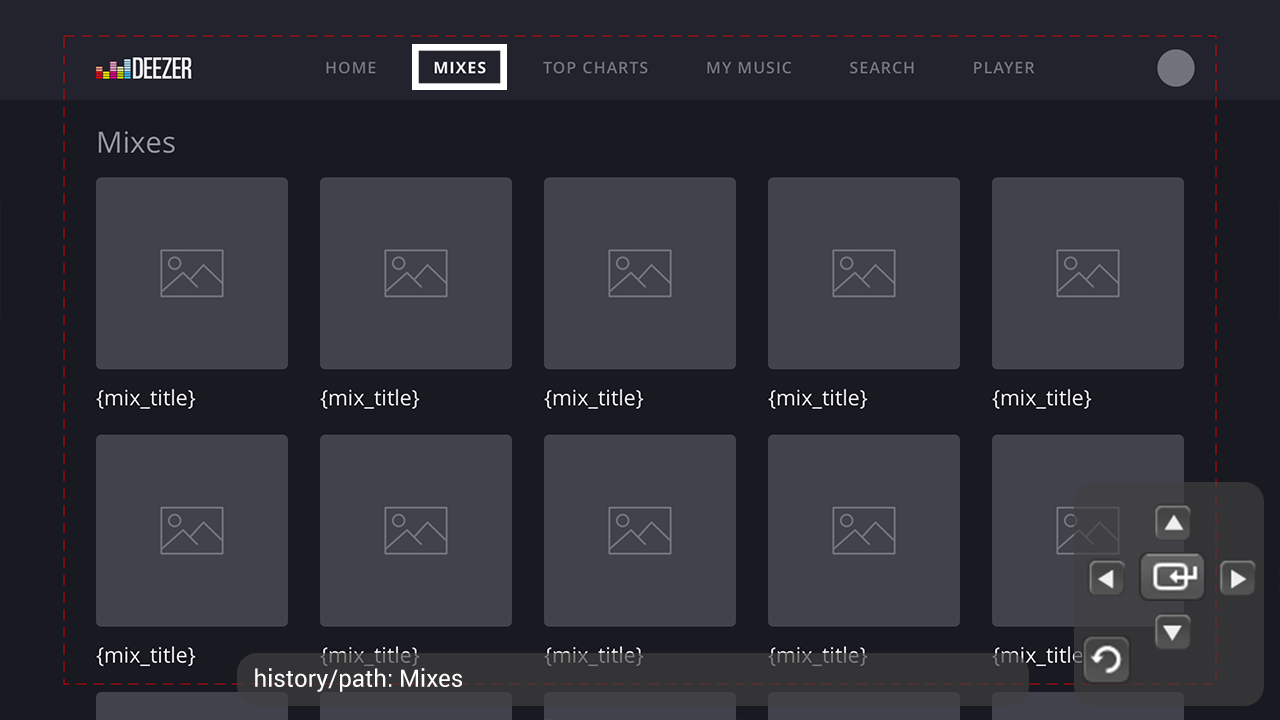 DEEZER HOME MIXES TOP CHARTS MY MUSIC SEARCH PLAYER
Mixes
{mix_title} {mix_title} {mix_title} {mix_title} {mix_title}
{mix_title} {mix_title} {mix_title} {mix_title} {mix_title
history/path: Mixes